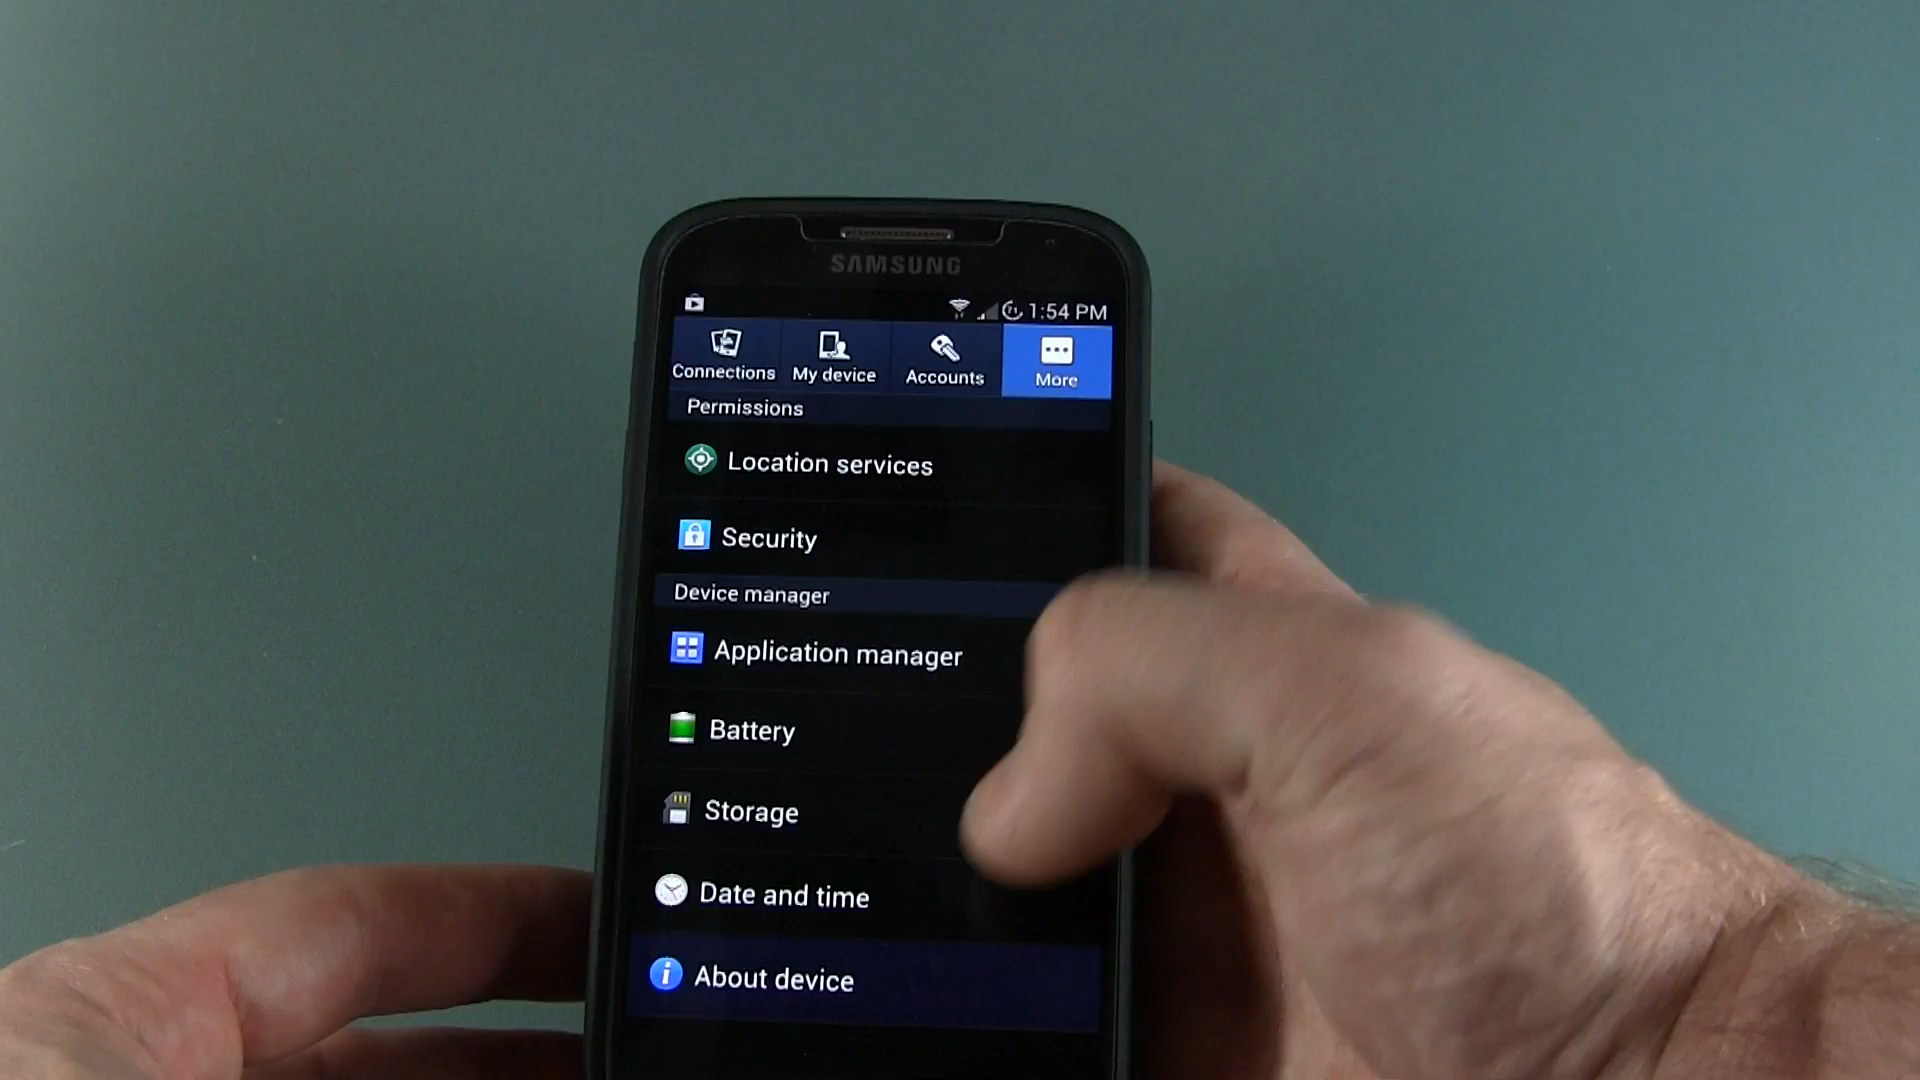 SAMSUNG
1:54 PM
Connections My device Accounts More
Permissions
Location services
Security
Device manager
Application manager
Battery
Storage
Date and time
About device